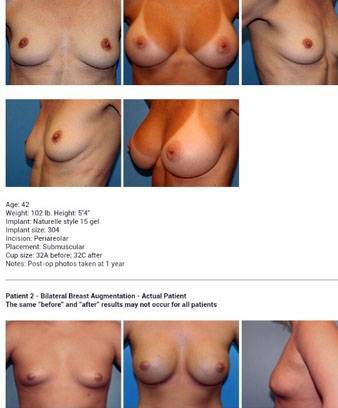 Age: 42
Weight: 102 lb. Height: 5'4"
Implant: Naturelle style 15 gel
Implant size: 304
Incision: Periareolar
Placement: Submuscular
Cup size: 32A before; 32C after
Notes: Post-op photos taken at 1 year
Patient 2 - Bilateral Breast Augmentation - Actual Patient
The same "before" and "after" results may not occur for all patients